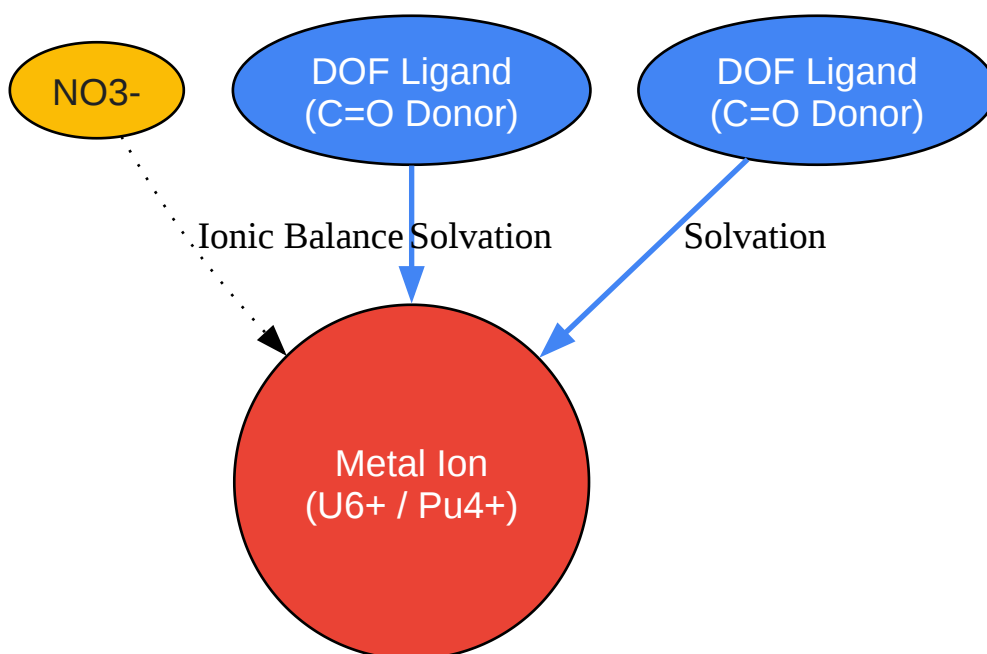 NO3-
DOF Ligand
(C=O Donor)
DOF Ligand
(C=O Donor)
Ionic Balance
Solvation
Solvation
Metal Ion
(U6+ / Pu4+)